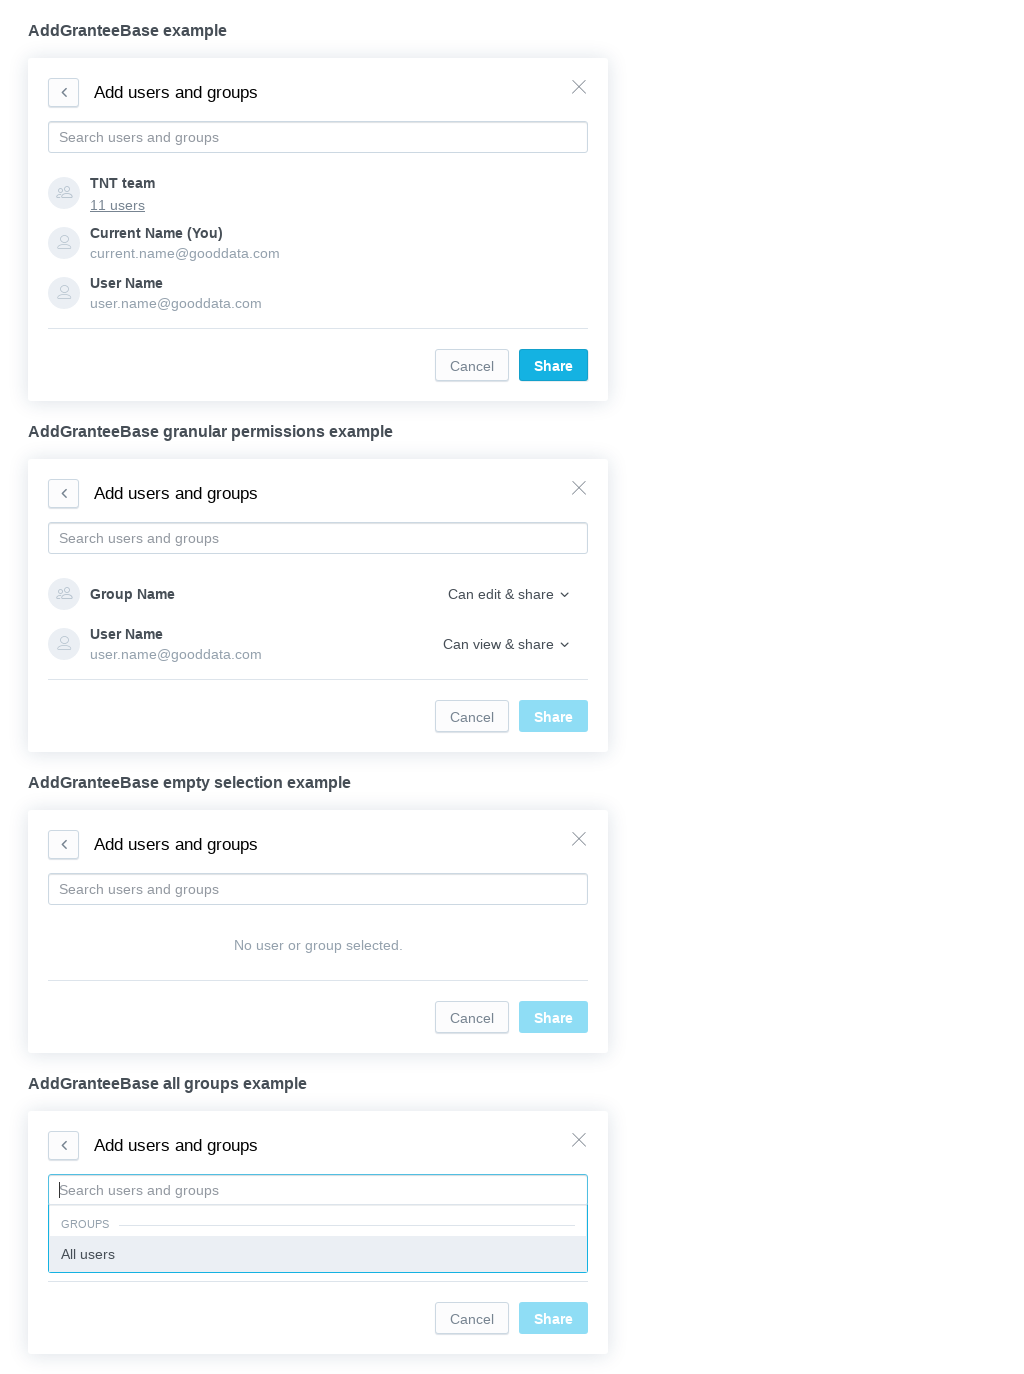 AddGranteeBase example
Add users and groups
Search users and groups
TNT team
11 users
Current Name (You)
current.name@gooddata.com
User Name
user.name@gooddata.com
Cancel
Share
AddGranteeBase granular permissions example
Add users and groups
Search users and groups
Group Name
Can edit & share
User Name
user.name@gooddata.com
Can view & share
Cancel
Share
AddGranteeBase empty selection example
Add users and groups
Search users and groups
No user or group selected.
Cancel
Share
AddGranteeBase all groups example
Add users and groups
Search users and groups
GROUPS
All users
Cancel
Share